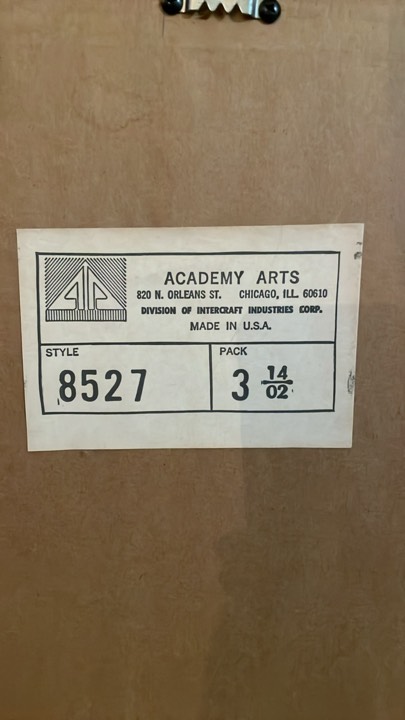 ACADEMY ARTS
820 N. ORLEANS ST. CHICAGO, ILL. 60610
DIVISION OF INTERCRAFT INDUSTRIES CORP.
MADE IN U.S.A.
STYLE
8527
PACK
3 14/02